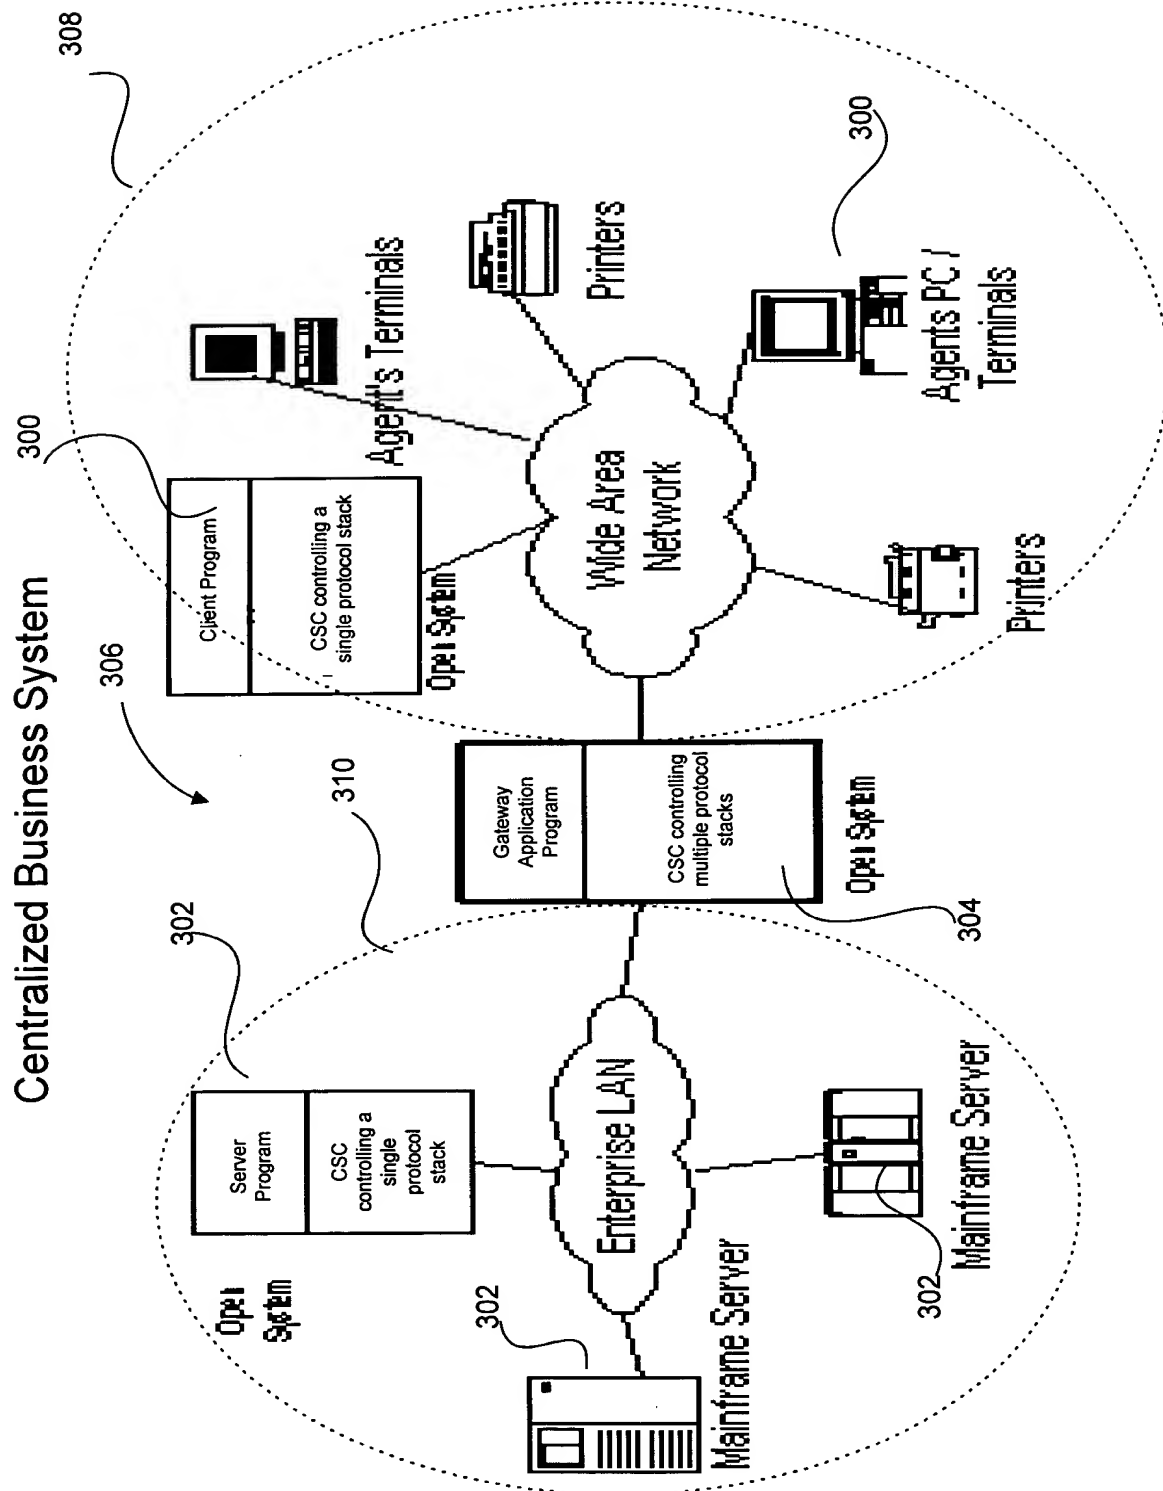 Centralized Business System
306
308
302
310
300
300
Open
System
Server
Program
CSC
controlling a
single
protocol
stack
Client Program
CSC controlling a
single protocol stack
Open System
Agent's Terminals
Printers
302
Mainframe Server
Enterprise LAN
Gateway
Application
Program
CSC controlling
multiple protocol
stacks
Open System
304
Wide Area
Network
Agents PC /
Terminals
302
Mainframe Server
Printers